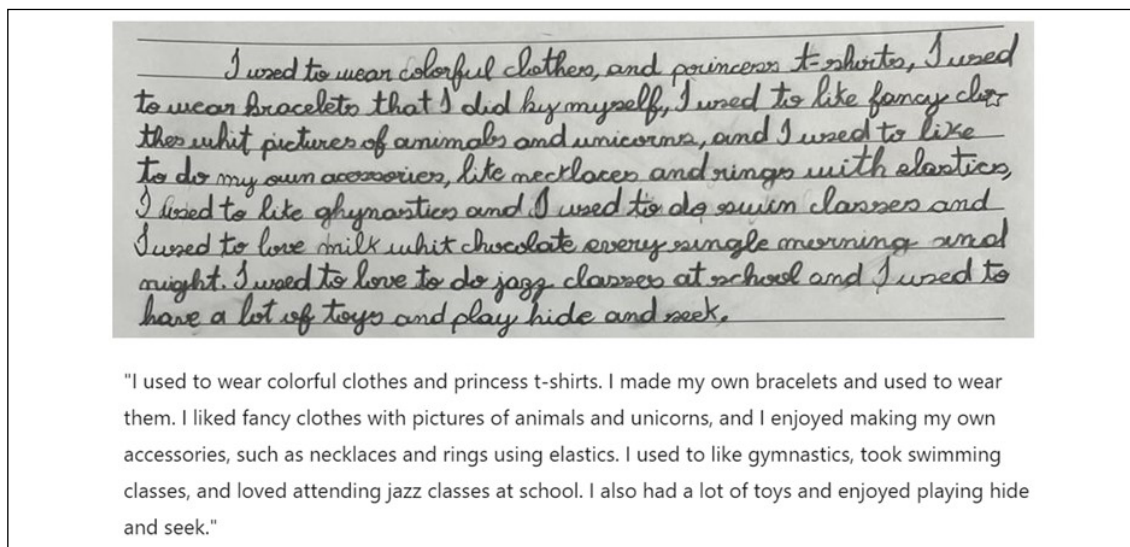 I used to wear colorful clothes, and princess t-shirts, I used
to wear bracelets that I did by myself, I used to like fancy clo-
thes whit pictures of animals and unicorns, and I used to like
to do my own acessories, like necklaces and rings with elastics,
I used to like ghynastics and I used to do swin classes and
I used to love milk whit chocolate every single morning and
night. I used to love to do jazz classes at school and I used to
have a lot of toys and play hide and seek.
"I used to wear colorful clothes and princess t-shirts. I made my own bracelets and used to wear
them. I liked fancy clothes with pictures of animals and unicorns, and I enjoyed making my own
accessories, such as necklaces and rings using elastics. I used to like gymnastics, took swimming
classes, and loved attending jazz classes at school. I also had a lot of toys and enjoyed playing hide
and seek."